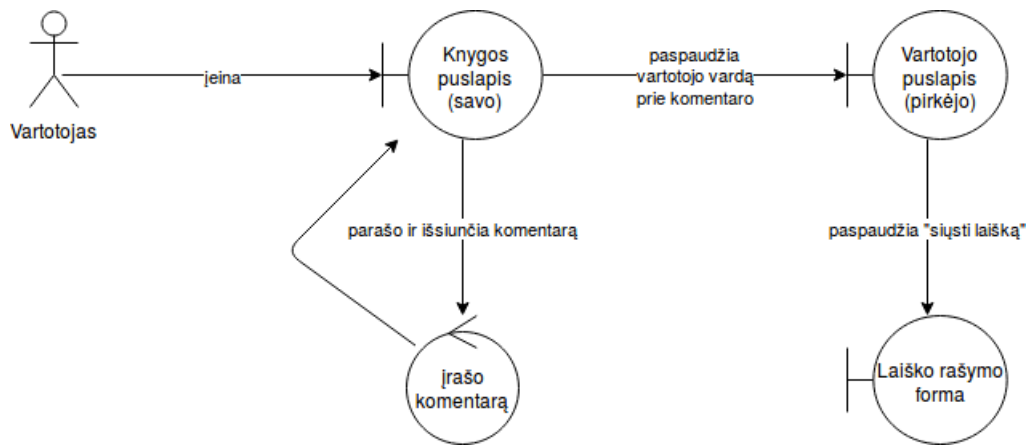 Vartotojas
įeina
Knygos
puslapis
(savo)
paspaudžia
vartotojo vardą
prie komentaro
Vartotojo
puslapis
(pirkėjo)
parašo ir išsiunčia komentarą
paspaudžia "siųsti laišką"
įrašo
komentarą
Laiško rašymo
forma